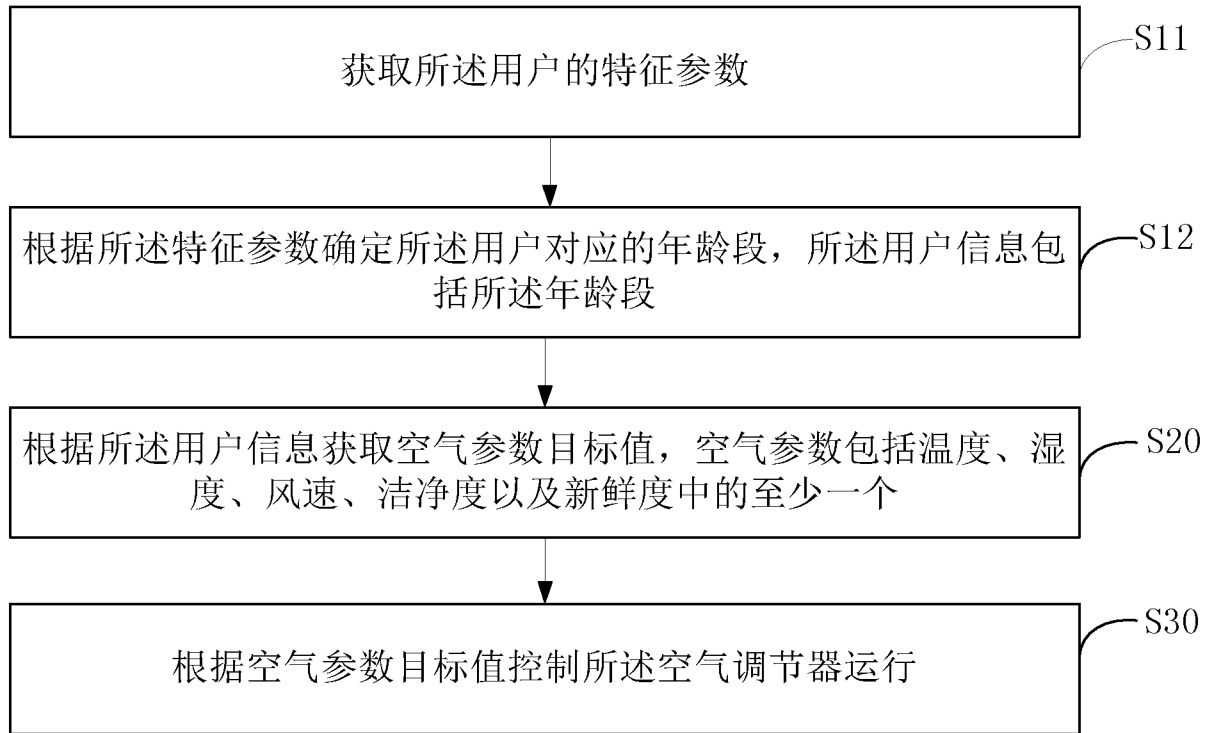 获取所述用户的特征参数
S11
根据所述特征参数确定所述用户对应的年龄段，所述用户信息包
括所述年龄段
S12
根据所述用户信息获取空气参数目标值，空气参数包括温度、湿
度、风速、洁净度以及新鲜度中的至少一个
S20
根据空气参数目标值控制所述空气调节器运行
S30